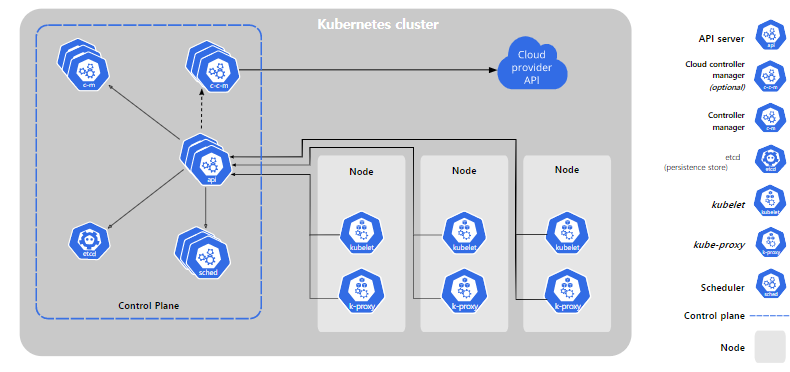 Kubernetes cluster
c-m
c-c-m
Cloud
provider
API
api
etcd
sched
Control Plane
Node
Node
Node
kubelet
kubelet
kubelet
k-proxy
k-proxy
k-proxy
API server
api
Cloud controller
manager
(optional)
c-c-m
Controller
manager
c-m
etcd
(persistence store)
etcd
kubelet
kubelet
kube-proxy
k-proxy
Scheduler
sched
Control plane
Node